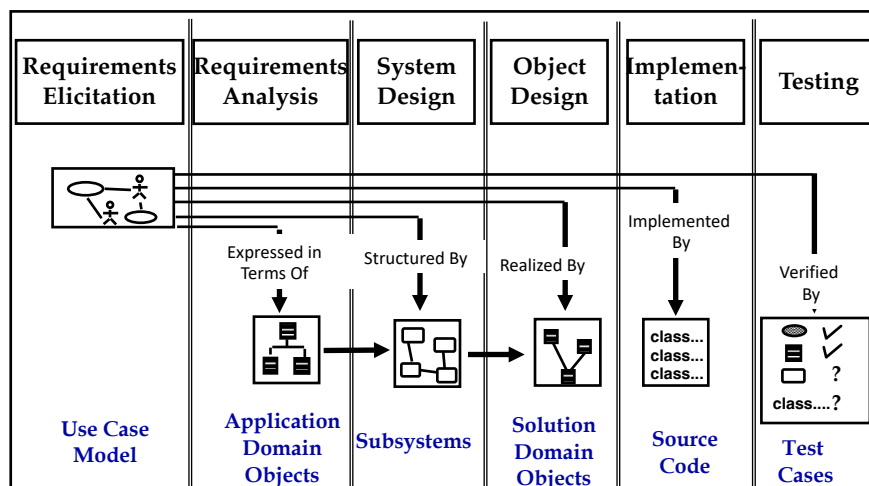 Requirements
Elicitation
Requirements
Analysis
System
Design
Object
Design
Implemen-
tation
Testing
Expressed in
Terms Of
Structured By
Realized By
Implemented
By
Verified
By
class...
class...
class...
?
class....?
Use Case
Model
Application
Domain
Objects
Subsystems
Solution
Domain
Objects
Source
Code
Test
Cases